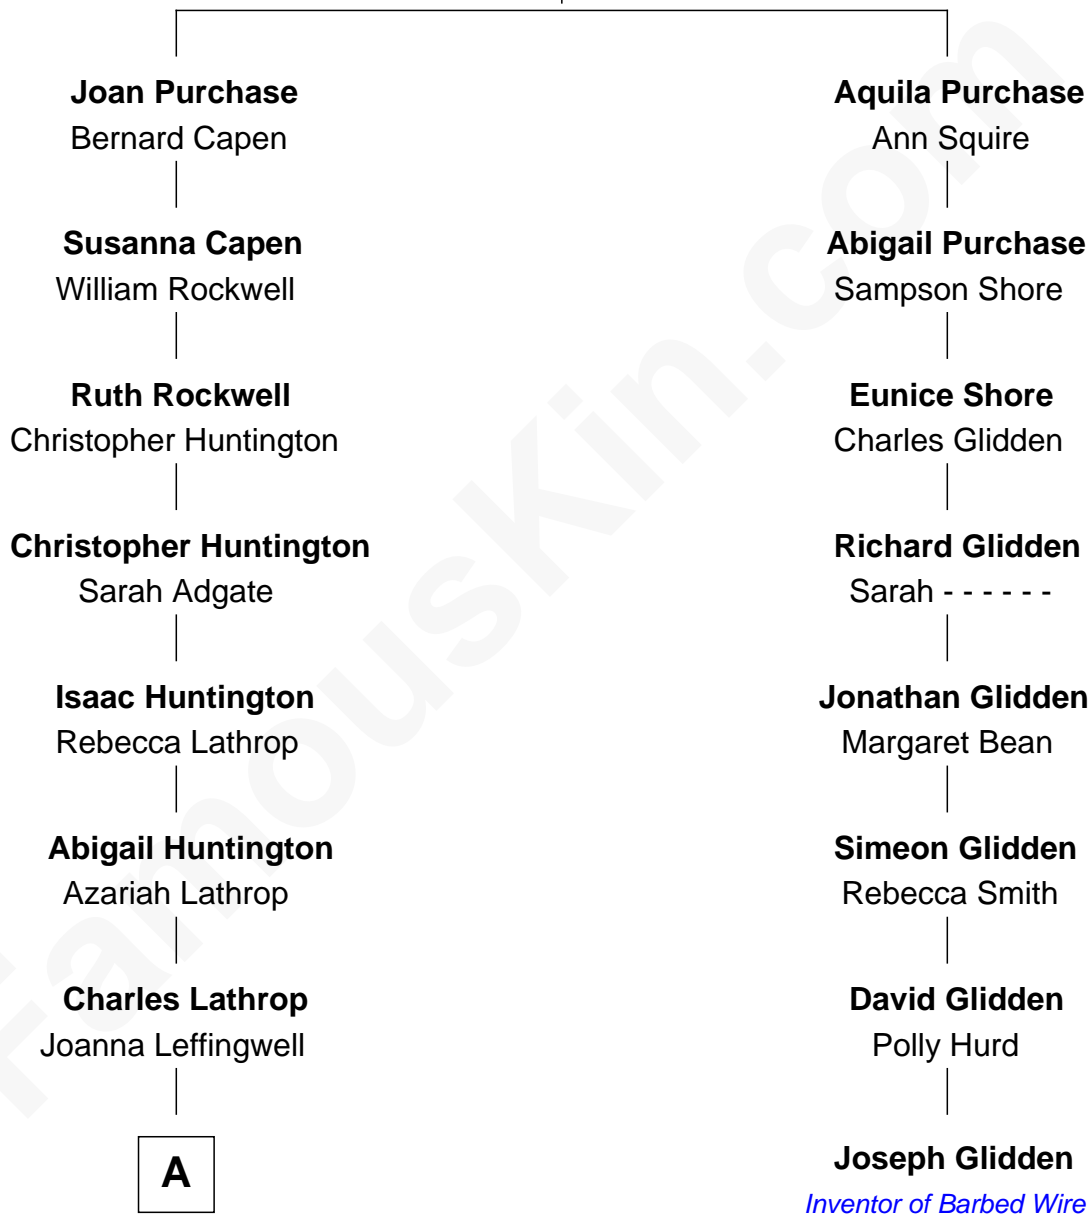 Joan Purchase
Bernard Capen
Susanna Capen
William Rockwell
Ruth Rockwell
Christopher Huntington
Christopher Huntington
Sarah Adgate
Isaac Huntington
Rebecca Lathrop
Abigail Huntington
Azariah Lathrop
Charles Lathrop
Joanna Leffingwell
A
Aquila Purchase
Ann Squire
Abigail Purchase
Sampson Shore
Eunice Shore
Charles Glidden
Richard Glidden
Sarah - - - - - -
Jonathan Glidden
Margaret Bean
Simeon Glidden
Rebecca Smith
David Glidden
Polly Hurd
Joseph Glidden
Inventor of Barbed Wire
FamousKin.com